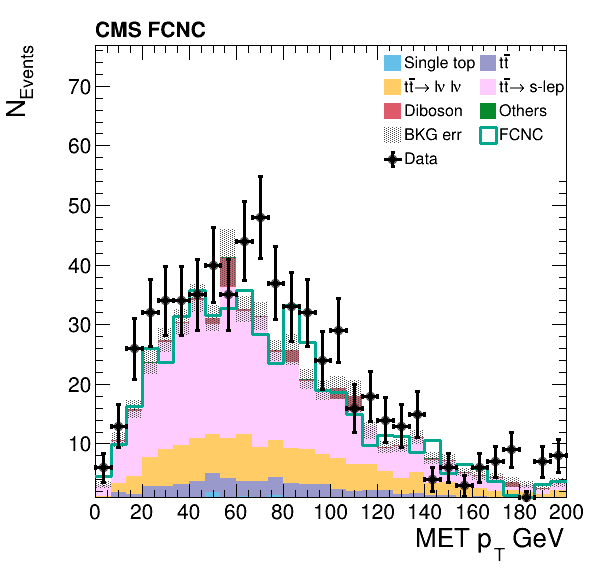 CMS FCNC
N_Events
70
60
50
40
30
20
10
Single top
tt̄
tt̄→ lν lν
tt̄→ s-lep
Diboson
Others
BKG err
FCNC
Data
0 20 40 60 80 100 120 140 160 180 200
MET p_T GeV